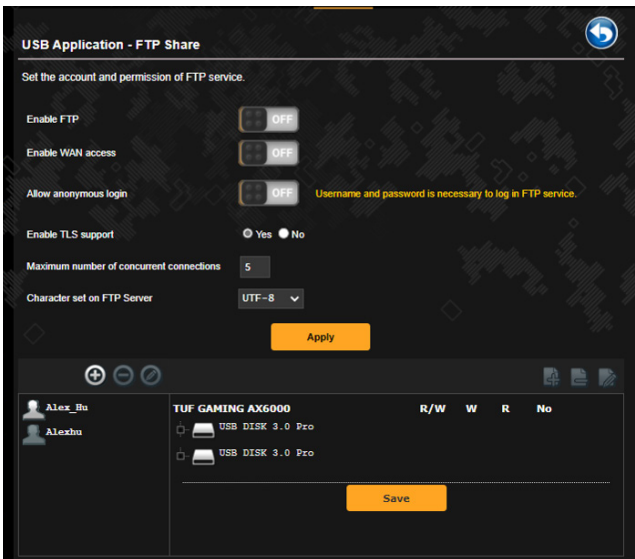 USB Application - FTP Share
Set the account and permission of FTP service.
Enable FTP OFF
Enable WAN access OFF
Allow anonymous login OFF Username and password is necessary to log in FTP service.
Enable TLS support Yes No
Maximum number of concurrent connections 5
Character set on FTP Server UTF-8
Apply
Alex_Hu TUF GAMING AX6000 R/W W R No
USB DISK 3.0 Pro
Alexhu
USB DISK 3.0 Pro
Save